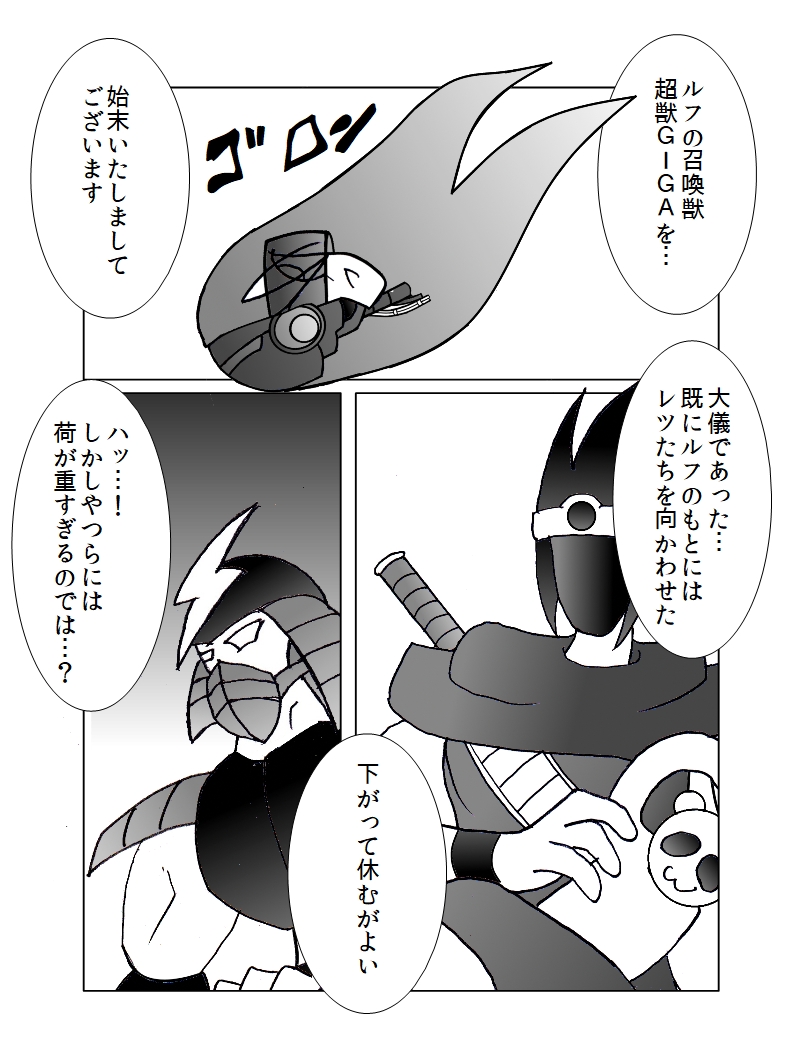 ルフの召喚獣
超獣ＧＩＧＡを…
ゴロン
始末いたしまして
ございます
大儀であった…
既にルフのもとには
レツたちを向かわせた
ハッ…！
しかしやつらには
荷が重すぎるのでは…？
下がって休むがよい